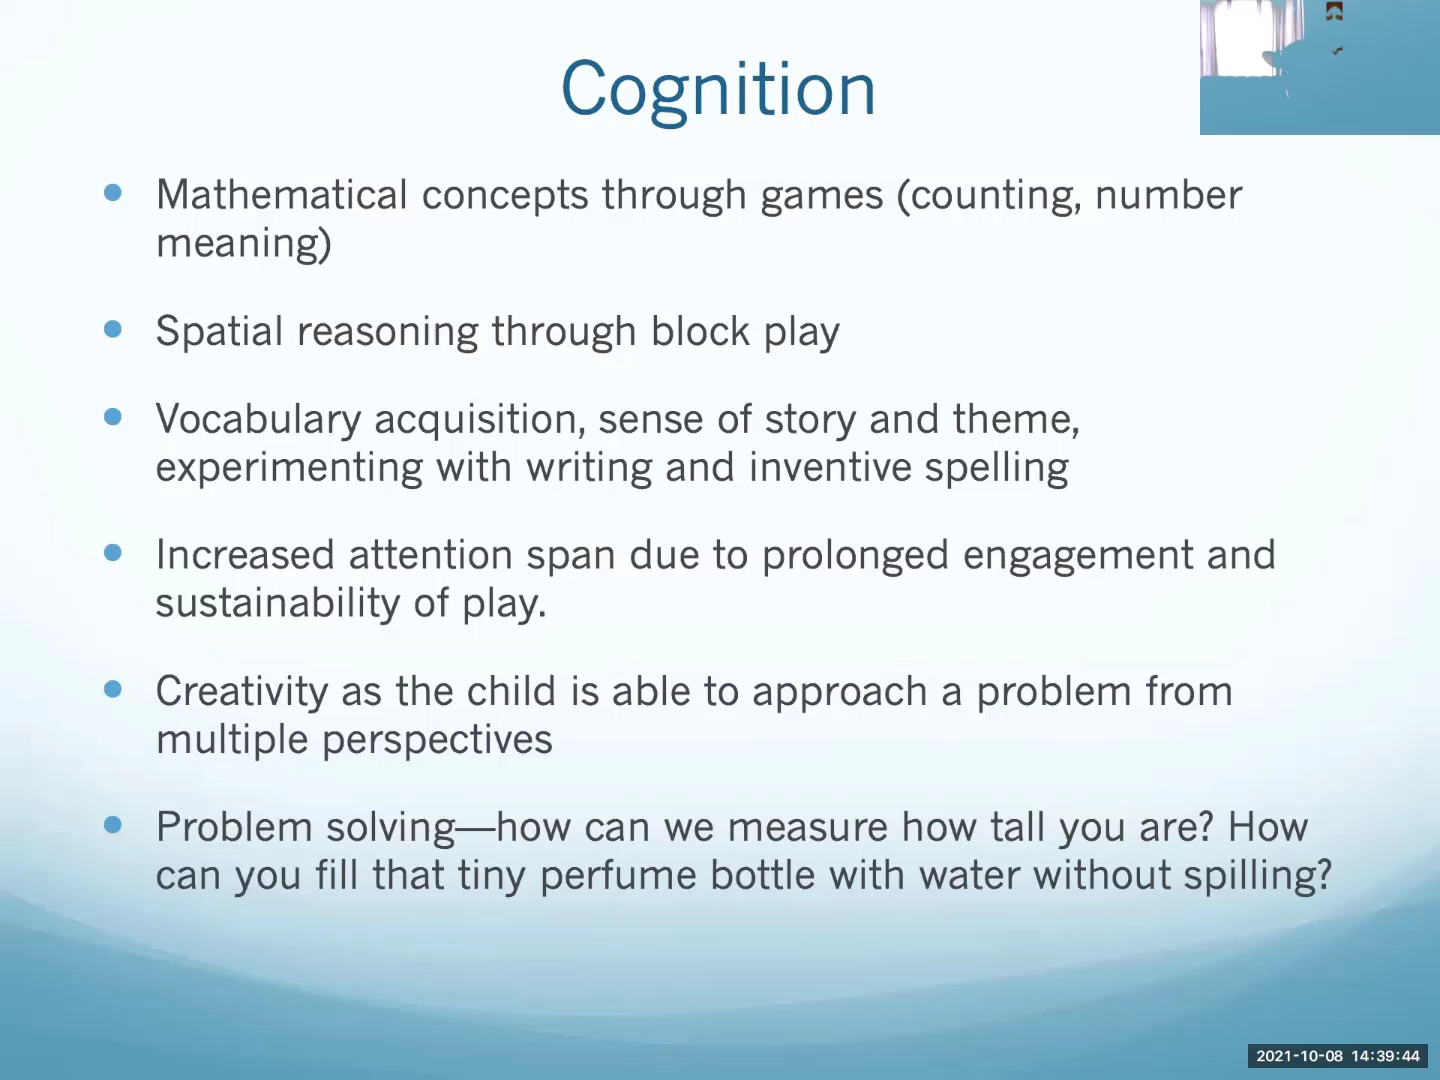 Cognition
• Mathematical concepts through games (counting, number
meaning)
• Spatial reasoning through block play
• Vocabulary acquisition, sense of story and theme,
experimenting with writing and inventive spelling
• Increased attention span due to prolonged engagement and
sustainability of play.
• Creativity as the child is able to approach a problem from
multiple perspectives
• Problem solving—how can we measure how tall you are? How
can you fill that tiny perfume bottle with water without spilling?
2021-10-08 14:39:44